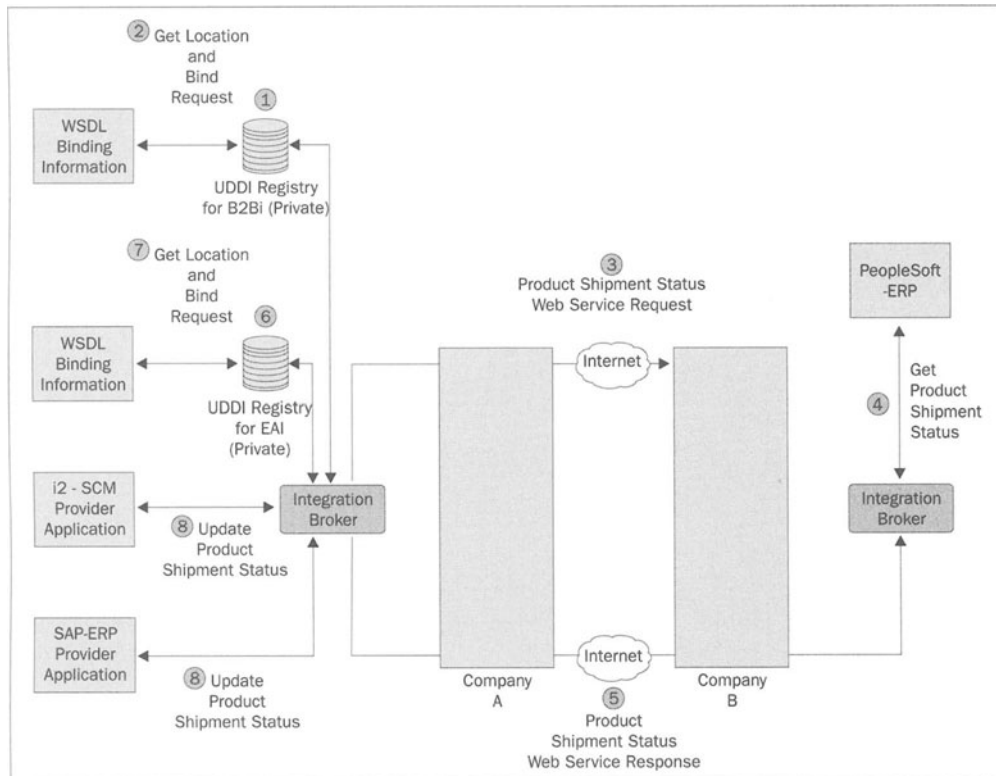 2 Get Location
and
Bind
Request
1
WSDL
Binding
Information
UDDI Registry
for B2Bi (Private)
7 Get Location
and
Bind
Request
6
WSDL
Binding
Information
UDDI Registry
for EAI
(Private)
i2 - SCM
Provider
Application
8 Update
Product
Shipment Status
Integration
Broker
SAP-ERP
Provider
Application
8 Update
Product
Shipment Status
3
Product Shipment Status
Web Service Request
Internet
Company
A
Company
B
Internet
5
Product
Shipment Status
Web Service Response
PeopleSoft
-ERP
4
Get
Product
Shipment
Status
Integration
Broker